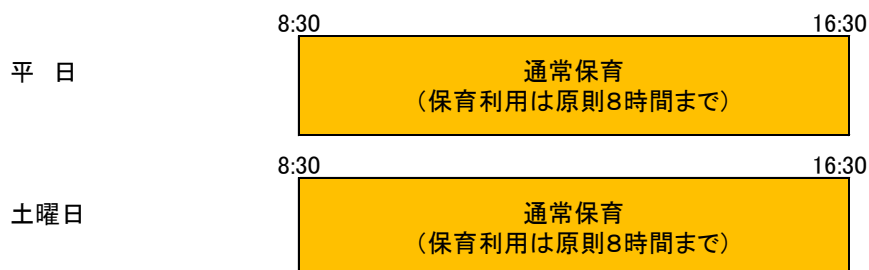 8:30 16:30
平 日
通常保育
（保育利用は原則８時間まで）
8:30 16:30
土曜日
通常保育
（保育利用は原則８時間まで）